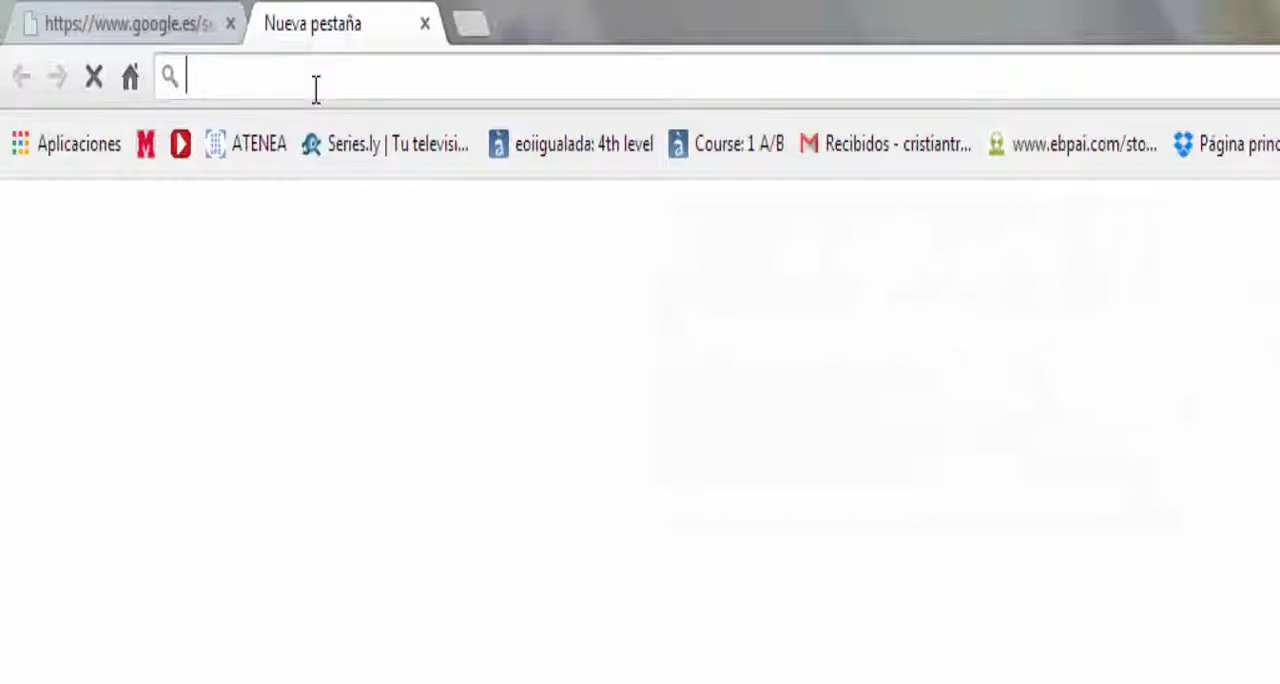 https://www.google.es/s
Nueva pestaña
Aplicaciones
ATENEA
Series.ly | Tu televisi...
eoiigualada: 4th level
Course: 1 A/B
Recibidos - cristiantr...
www.ebpai.com/sto...
Página princ